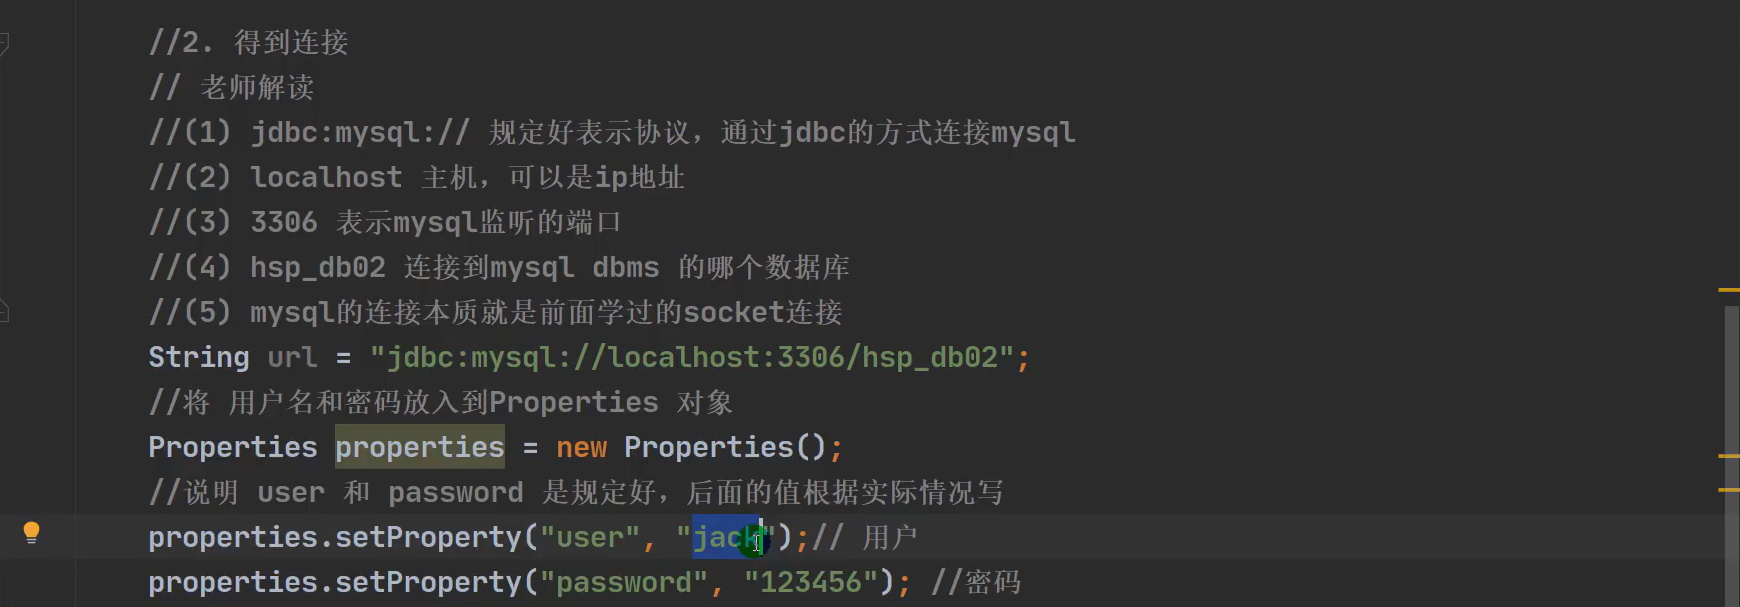 //2. 得到连接
// 老师解读
//(1) jdbc:mysql:// 规定好表示协议，通过jdbc的方式连接mysql
//(2) localhost 主机，可以是ip地址
//(3) 3306 表示mysql监听的端口
//(4) hsp_db02 连接到mysql dbms 的哪个数据库
//(5) mysql的连接本质就是前面学过的socket连接
String url = "jdbc:mysql://localhost:3306/hsp_db02";
//将 用户名和密码放入到Properties 对象
Properties properties = new Properties();
//说明 user 和 password 是规定好，后面的值根据实际情况写
properties.setProperty("user", "jack");// 用户
properties.setProperty("password", "123456"); //密码